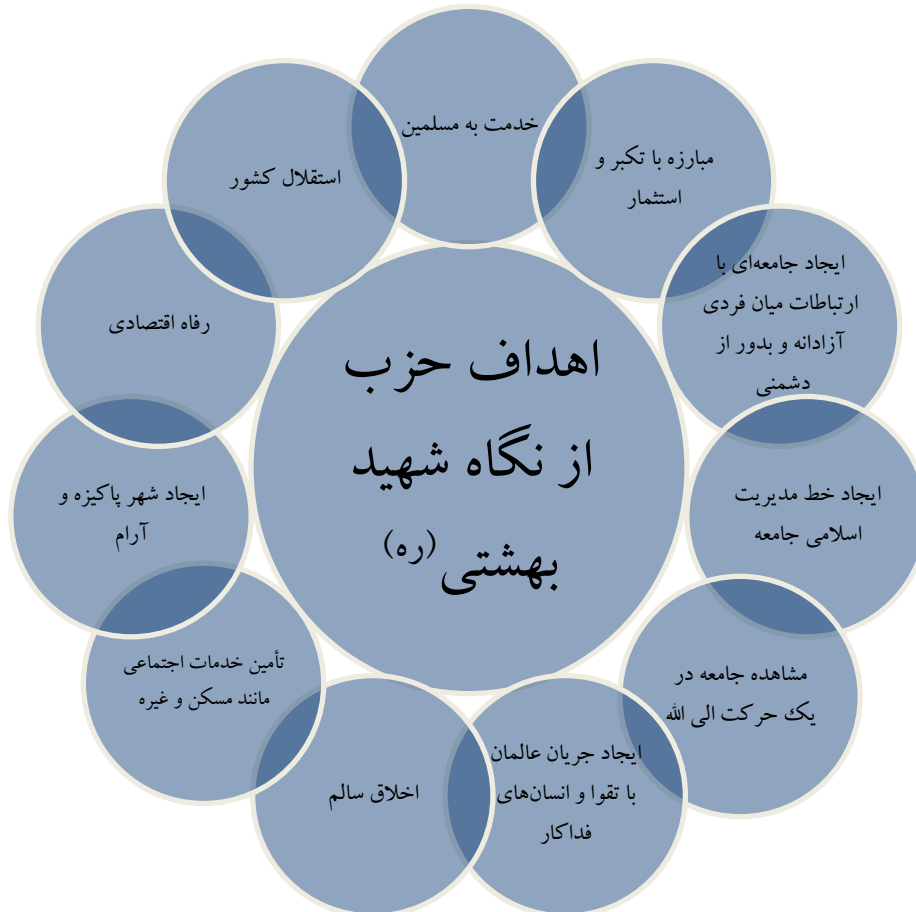 اهداف حزب
از نگاه شهید
بهشتی (ره)
خدمت به مسلمین
مبارزه با تکبر و
استثمار
ایجاد جامعه‌ای با
ارتباطات میان فردی
آزادانه و بدور از
دشمنی
ایجاد خط مدیریت
اسلامی جامعه
مشاهده جامعه در
یک حرکت الی الله
ایجاد جریان عالمان
با تقوا و انسان‌های
فداکار
اخلاق سالم
تأمین خدمات اجتماعی
مانند مسکن و غیره
ایجاد شهر پاکیزه و
آرام
رفاه اقتصادی
استقلال کشور